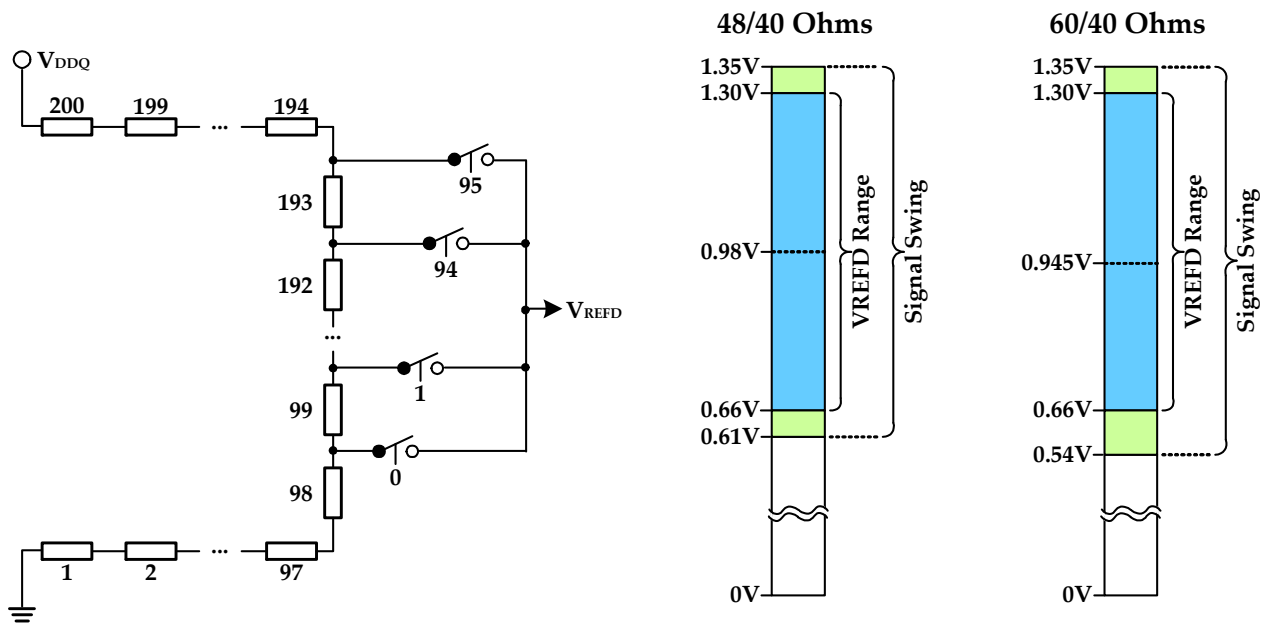 VDDQ
200 199 ... 194
95
193
94
192
...
VREFD
1
99
0
98
1 2 ... 97
48/40 Ohms
1.35V
1.30V
0.98V
0.66V
0.61V
0V
VREFD Range
Signal Swing
60/40 Ohms
1.35V
1.30V
0.945V
0.66V
0.54V
0V
VREFD Range
Signal Swing